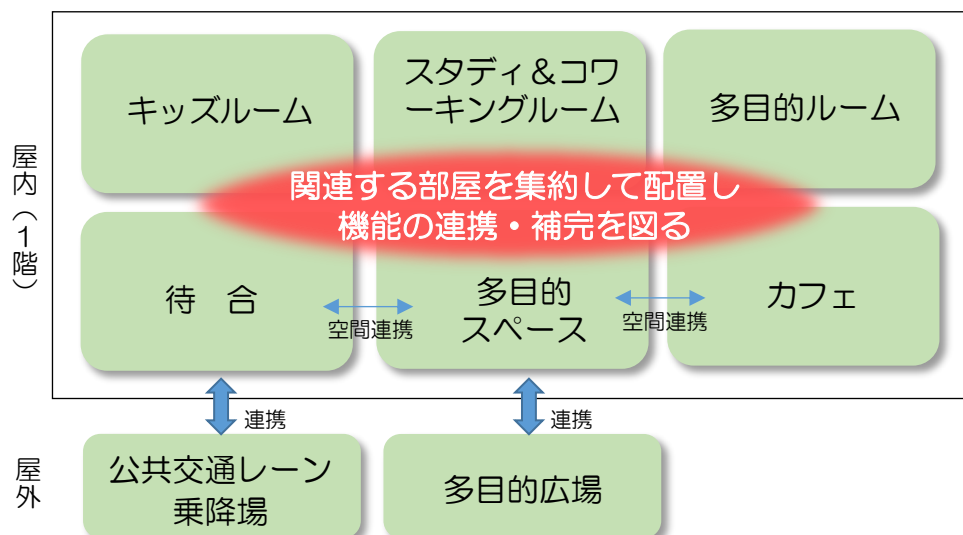 屋内（１階）
キッズルーム
スタディ＆コワ
ーキングルーム
多目的ルーム
関連する部屋を集約して配置し
機能の連携・補完を図る
待　合
空間連携
多目的
スペース
空間連携
カフェ
連携
連携
屋外
公共交通レーン
乗降場
多目的広場